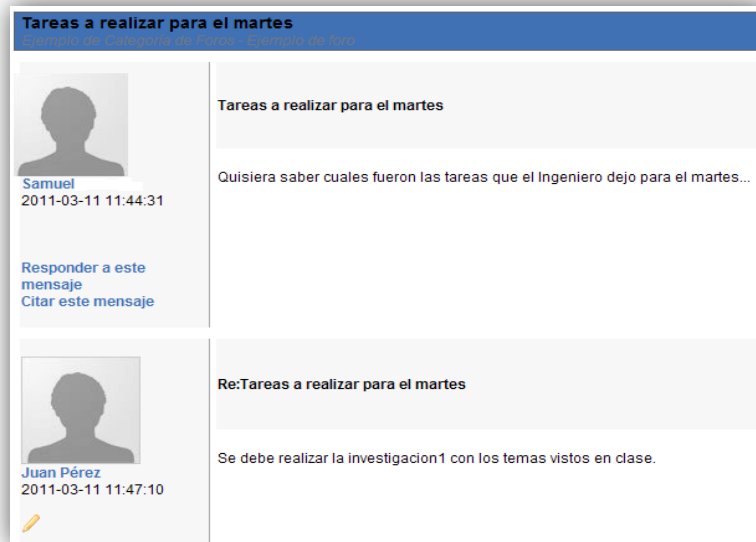 Tareas a realizar para el martes
Ejemplo de Categoría de Foros - Ejemplo de foro
Tareas a realizar para el martes
Samuel
2011-03-11 11:44:31
Quisiera saber cuales fueron las tareas que el Ingeniero dejo para el martes...
Responder a este
mensaje
Citar este mensaje
Re:Tareas a realizar para el martes
Juan Pérez
2011-03-11 11:47:10
Se debe realizar la investigacion1 con los temas vistos en clase.